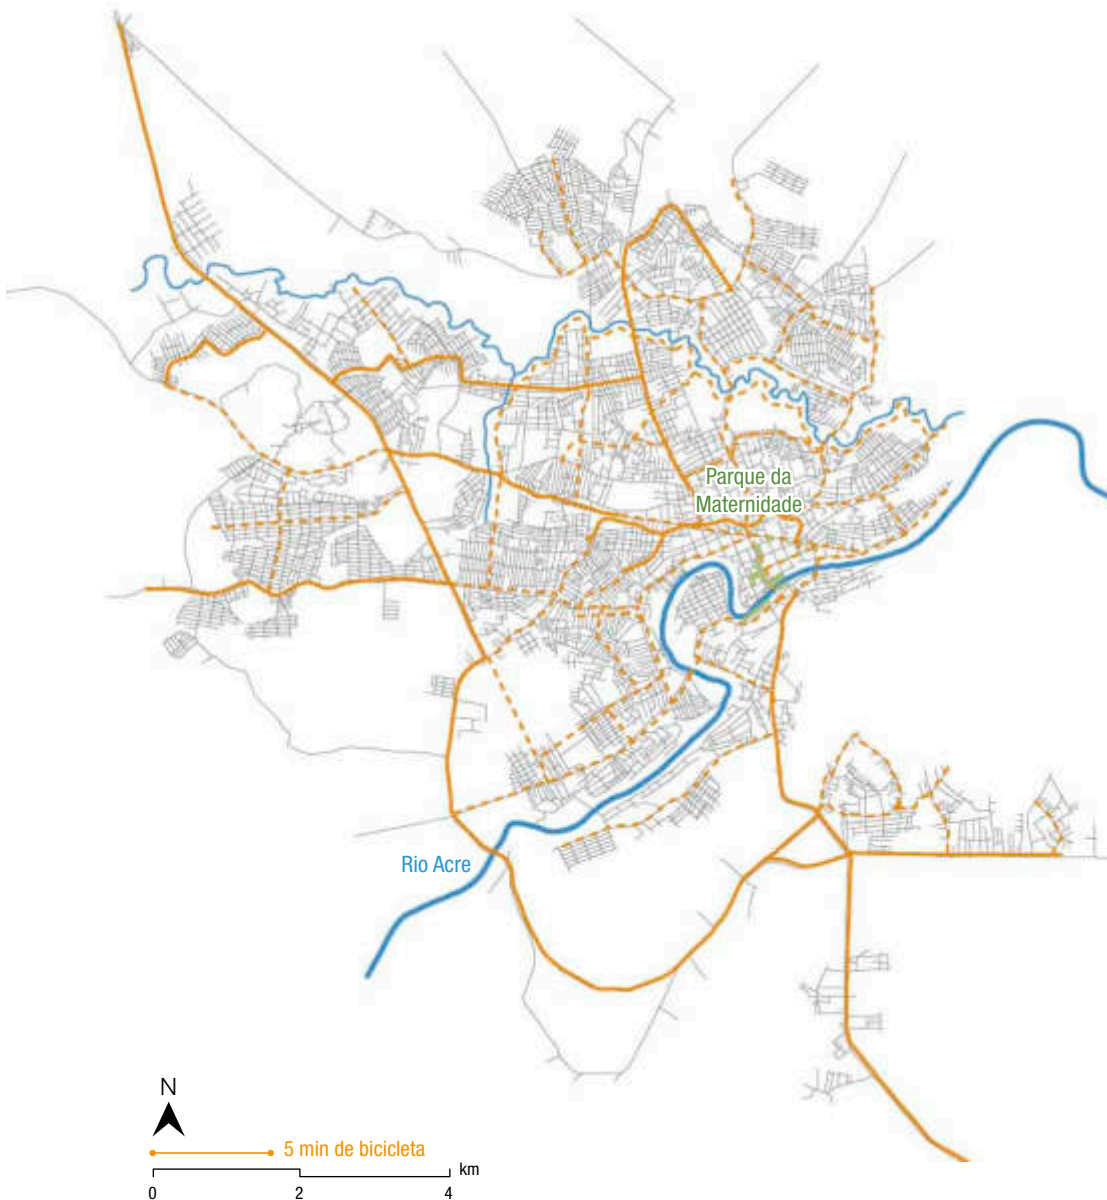 Parque da
Maternidade
Rio Acre
N
5 min de bicicleta
km
0 2 4